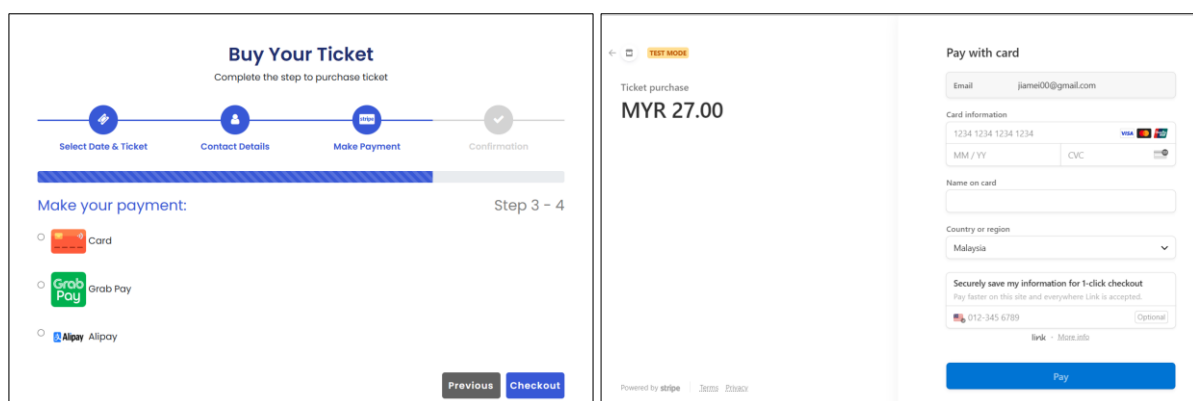 Buy Your Ticket
Complete the step to purchase ticket
stripe
Select Date & Ticket
Contact Details
Make Payment
Confirmation
Make your payment:
Step 3 - 4
Card
Grab Pay
Grab Pay
Alipay Alipay
Previous
Checkout
TEST MODE
Ticket purchase
MYR 27.00
Powered by stripe
Terms
Privacy
Pay with card
Email jiamei00@gmail.com
Card information
1234 1234 1234 1234
VISA
MM / YY
CVC
Name on card
Country or region
Malaysia
Securely save my information for 1-click checkout
Pay faster on this site and everywhere Link is accepted.
012-345 6789
Optional
link · More info
Pay